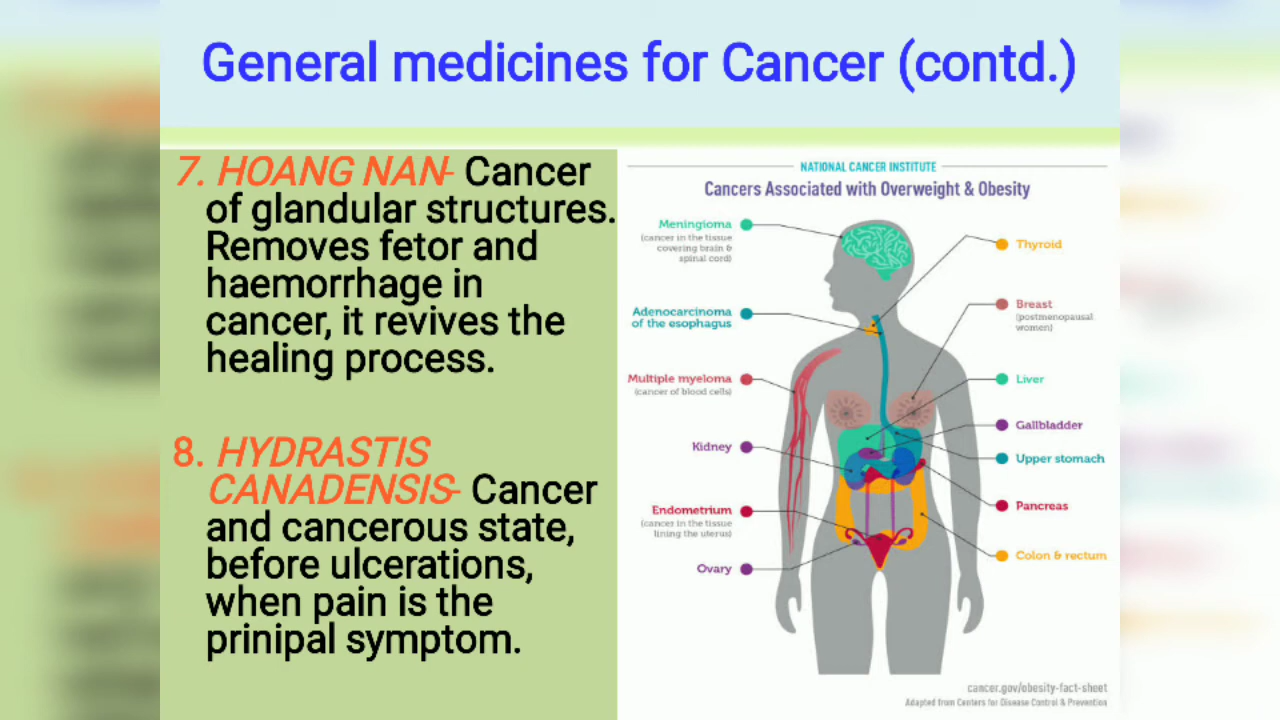 General medicines for Cancer (contd.)
7. HOANG NAN- Cancer
of glandular structures.
Removes fetor and
haemorrhage in
cancer, it revives the
healing process.
8. HYDRASTIS
CANADENSIS- Cancer
and cancerous state,
before ulcerations,
when pain is the
prinipal symptom.
NATIONAL CANCER INSTITUTE
Cancers Associated with Overweight & Obesity
Meningioma
(cancer in the tissue
covering brain &
spinal cord)
Adenocarcinoma
of the esophagus
Multiple myeloma
(cancer of blood cells)
Kidney
Endometrium
(cancer in the tissue
lining the uterus)
Ovary
Thyroid
Breast
(postmenopausal
women)
Liver
Gallbladder
Upper stomach
Pancreas
Colon & rectum
cancer.gov/obesity-fact-sheet
Adapted from Centers for Disease Control & Prevention